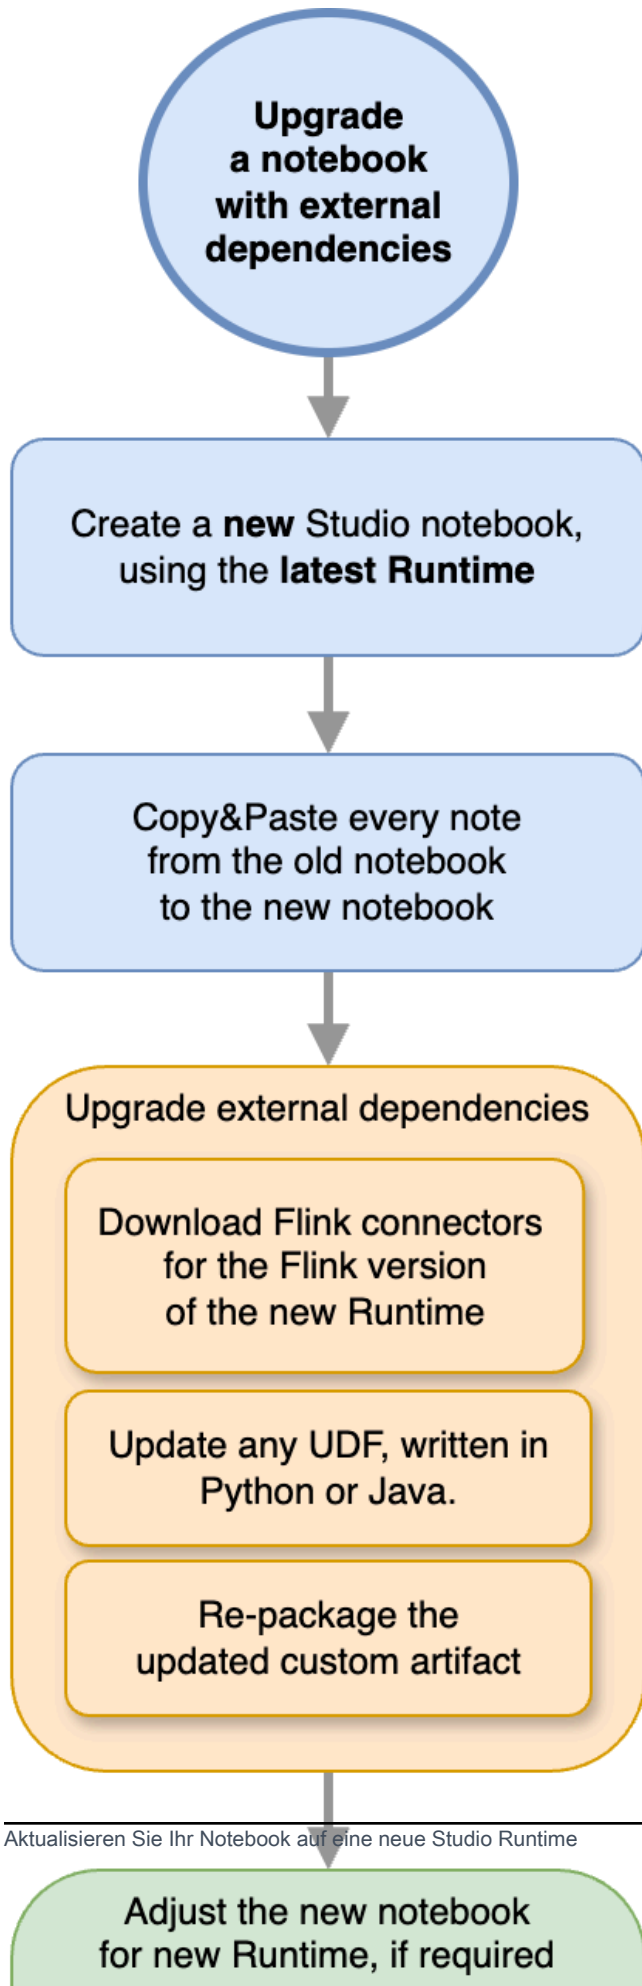 Upgrade
a notebook
with external
dependencies
Create a new Studio notebook,
using the latest Runtime
Copy&Paste every note
from the old notebook
to the new notebook
Upgrade external dependencies
Download Flink connectors
for the Flink version
of the new Runtime
Update any UDF, written in
Python or Java.
Re-package the
updated custom artifact
Aktualisieren Sie Ihr Notebook auf eine neue Studio Runtime
Adjust the new notebook
for new Runtime, if required